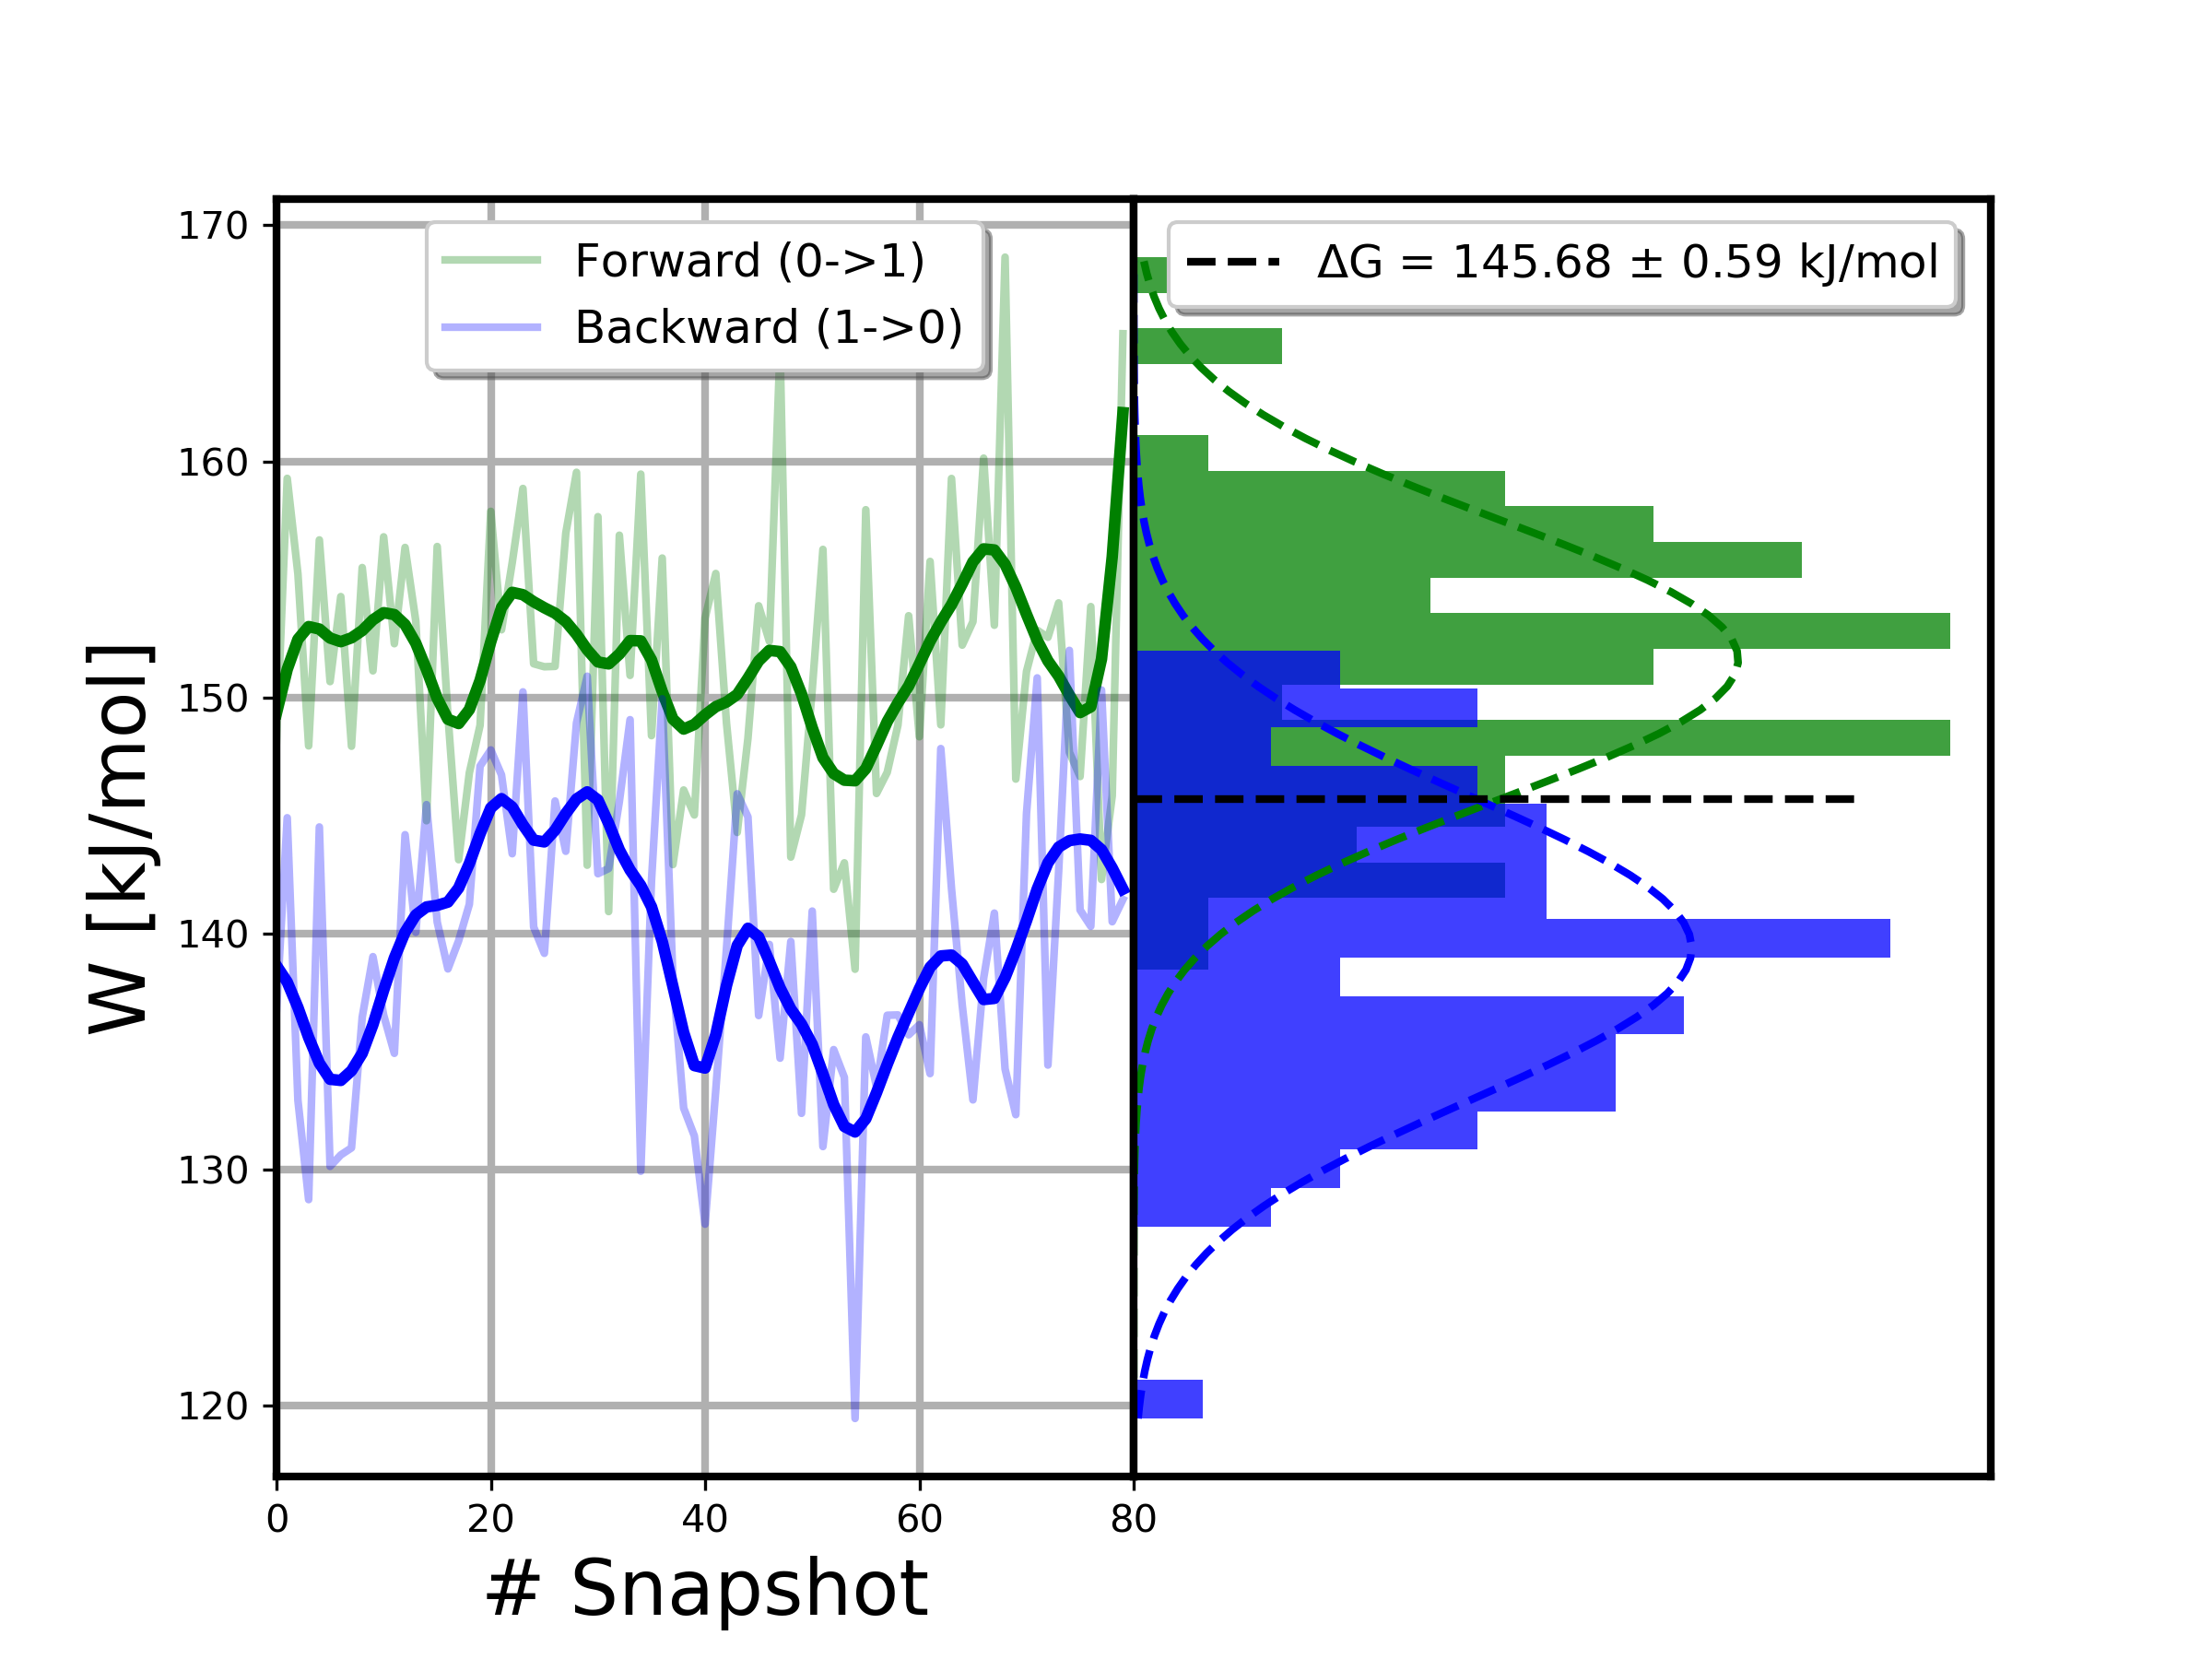 170
160
150
140
130
120
W [kJ/mol]
0
20
40
60
80
# Snapshot
Forward (0->1)
Backward (1->0)
ΔG = 145.68 ± 0.59 kJ/mol